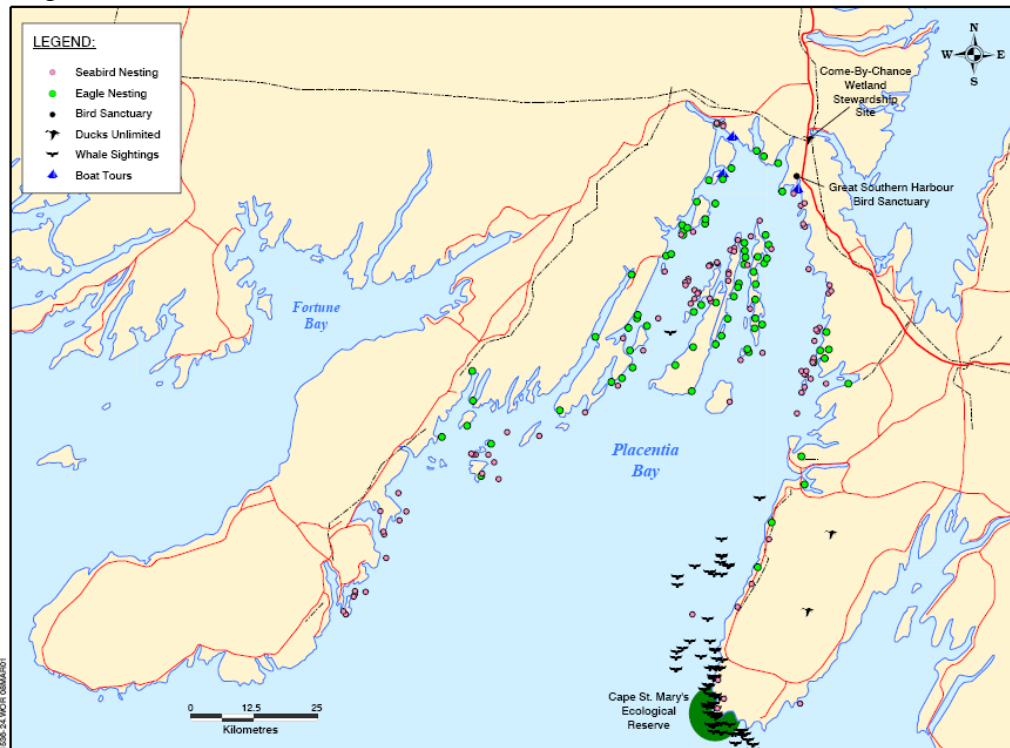 LEGEND:
Seabird Nesting
Eagle Nesting
Bird Sanctuary
Ducks Unlimited
Whale Sightings
Boat Tours
N
W E
S
Come-By-Chance
Wetland
Stewardship
Site
Great Southern Harbour
Bird Sanctuary
Fortune
Bay
Placentia
Bay
Cape St. Mary's
Ecological
Reserve
0 12.5 25
Kilometres